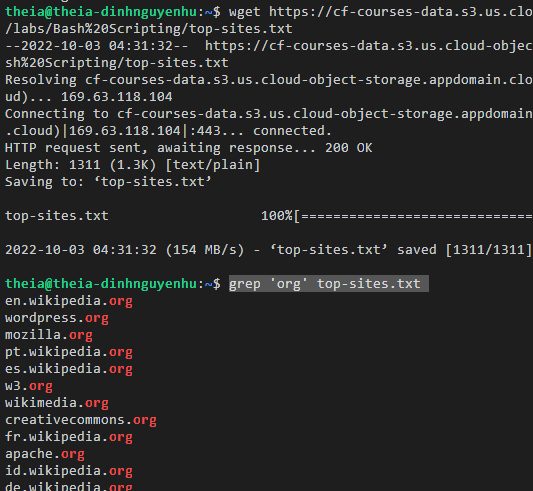 theia@theia-dinhnguyenhu:~$ wget https://cf-courses-data.s3.us.clo
/labs/Bash%20Scripting/top-sites.txt
--2022-10-03 04:31:32--  https://cf-courses-data.s3.us.cloud-objec
sh%20Scripting/top-sites.txt
Resolving cf-courses-data.s3.us.cloud-object-storage.appdomain.clo
ud)... 169.63.118.104
Connecting to cf-courses-data.s3.us.cloud-object-storage.appdomain
.cloud)|169.63.118.104|:443... connected.
HTTP request sent, awaiting response... 200 OK
Length: 1311 (1.3K) [text/plain]
Saving to: ‘top-sites.txt’
top-sites.txt                   100%[=============================
2022-10-03 04:31:32 (154 MB/s) - ‘top-sites.txt’ saved [1311/1311]
theia@theia-dinhnguyenhu:~$ grep 'org' top-sites.txt
en.wikipedia.org
wordpress.org
mozilla.org
pt.wikipedia.org
es.wikipedia.org
w3.org
wikimedia.org
creativecommons.org
fr.wikipedia.org
apache.org
id.wikipedia.org
de.wikipedia.org